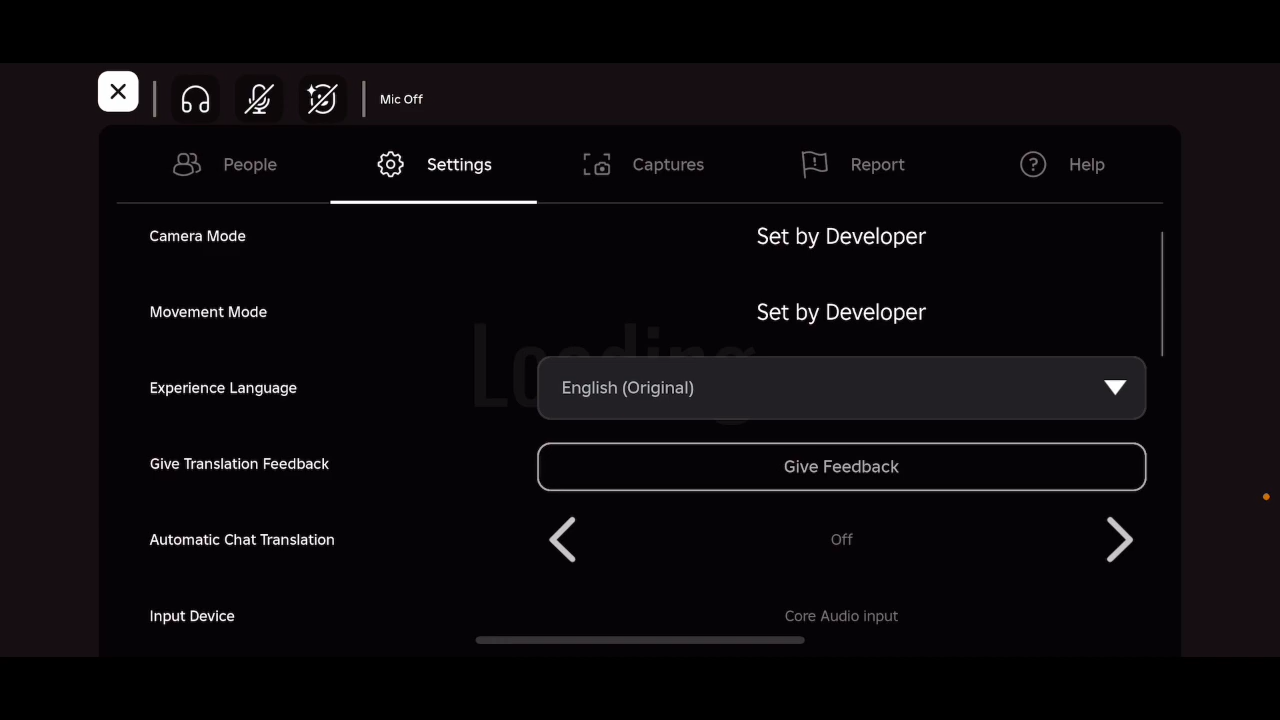 Mic Off
People
Settings
Captures
Report
Help
Camera Mode
Set by Developer
Movement Mode
Set by Developer
Loading
Experience Language
English (Original)
Give Translation Feedback
Give Feedback
Automatic Chat Translation
Off
Input Device
Core Audio input